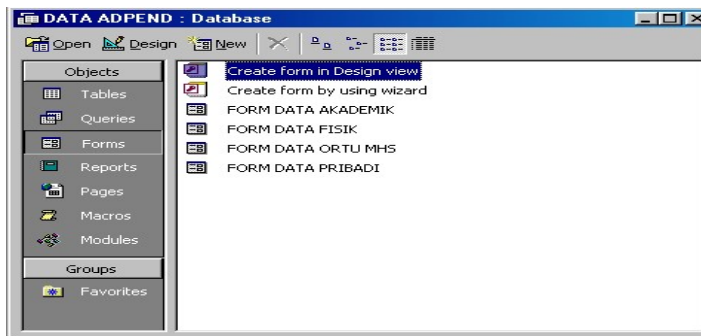 DATA ADPEND : Database
Open Design New
Objects
Tables
Queries
Forms
Reports
Pages
Macros
Modules
Groups
Favorites
Create form in Design view
Create form by using wizard
FORM DATA AKADEMIK
FORM DATA FISIK
FORM DATA ORTU MHS
FORM DATA PRIBADI